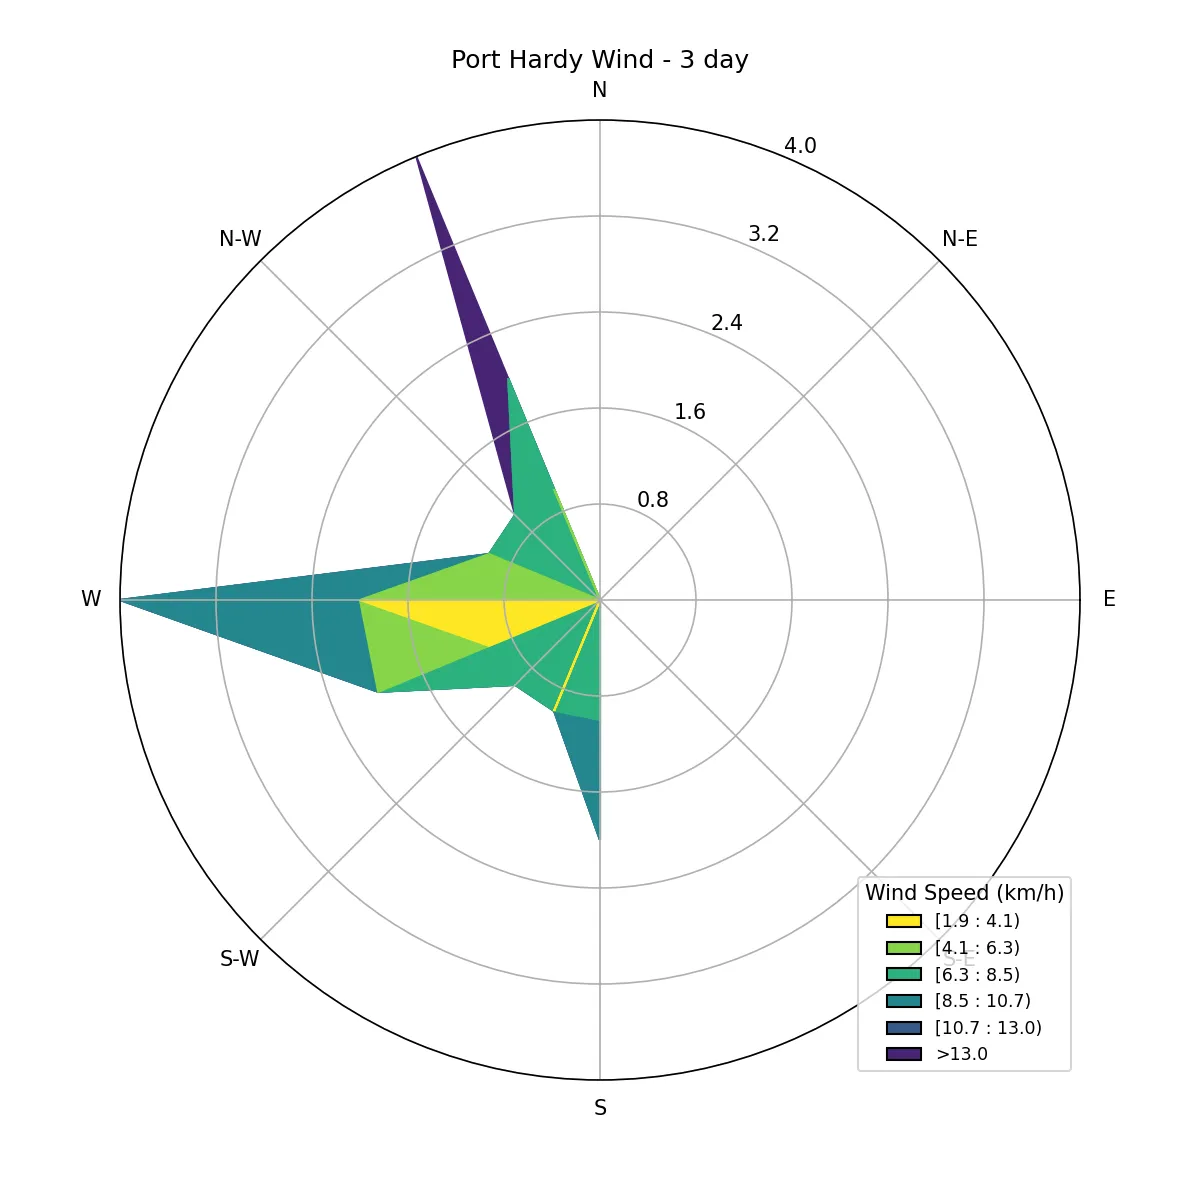 Port Hardy Wind - 3 day
N
4.0
N-W
3.2
N-E
2.4
1.6
0.8
W
E
S-W
S-E
S
Wind Speed (km/h)
[1.9 : 4.1)
[4.1 : 6.3)
[6.3 : 8.5)
[8.5 : 10.7)
[10.7 : 13.0)
>13.0